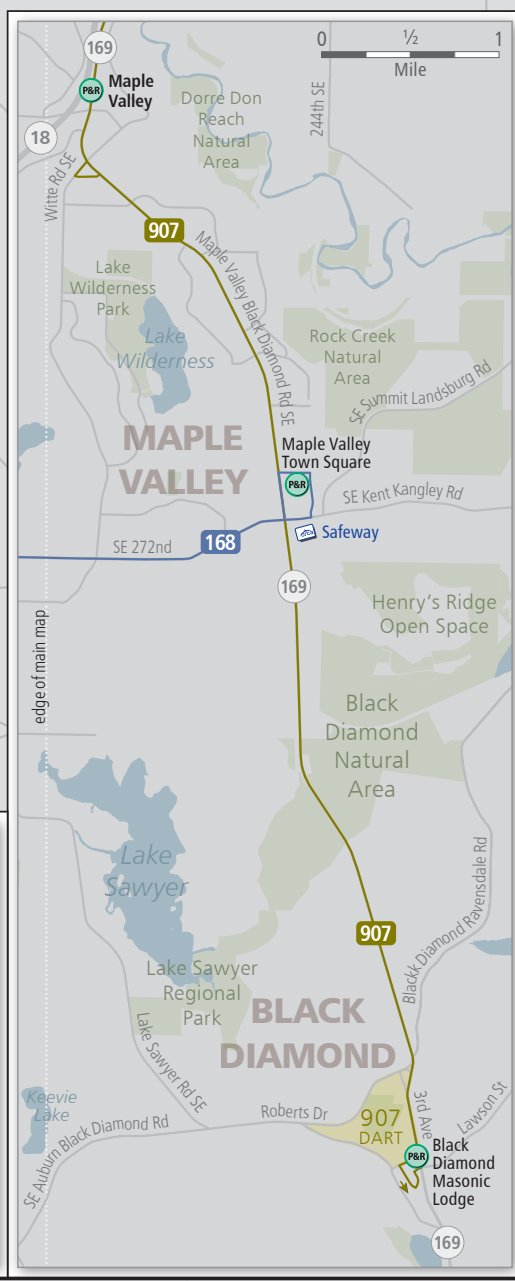 169
0 ½ 1
Mile
P&R
Maple
Valley
Dorre Don
Reach
Natural
Area
244th SE
18
Witte Rd SE
907
Maple Valley Black Diamond Rd SE
Lake
Wilderness
Park
Lake
Wilderness
Rock Creek
Natural
Area
SE Summit Landsburg Rd
MAPLE
VALLEY
Maple Valley
Town Square
P&R
SE Kent Kangley Rd
SE 272nd
168
Safeway
169
Henry's Ridge
Open Space
edge of main map
Black
Diamond
Natural
Area
Lake
Sawyer
Blackk Diamond Ravensdale Rd
907
Lake Sawyer
Regional
Park
BLACK
DIAMOND
Lake Sawyer Rd SE
Keevie
Lake
SE Auburn Black Diamond Rd
Roberts Dr
907
DART
3rd Ave
Lawson St
P&R
Black
Diamond
Masonic
Lodge
169